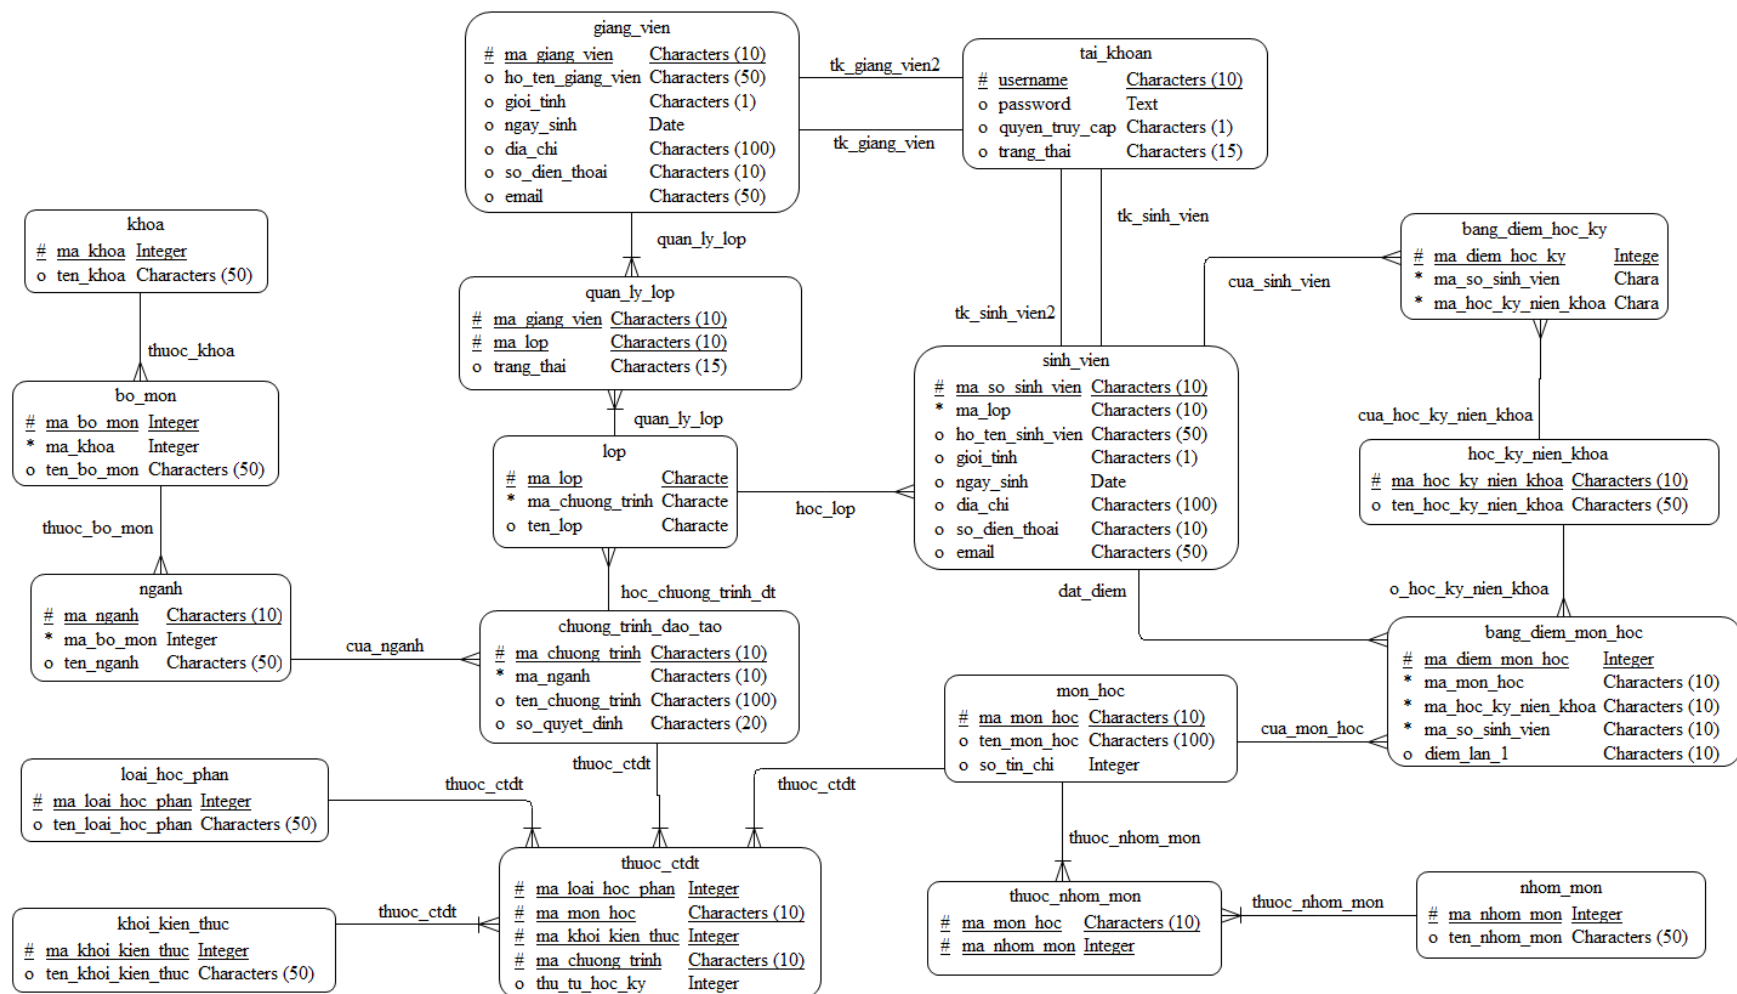 giang_vien
# ma_giang_vien Characters (10)
o ho_ten_giang_vien Characters (50)
o gioi_tinh Characters (1)
o ngay_sinh Date
o dia_chi Characters (100)
o so_dien_thoai Characters (10)
o email Characters (50)
tk_giang_vien2
tk_giang_vien
tai_khoan
# username Characters (10)
o password Text
o quyen_truy_cap Characters (1)
o trang_thai Characters (15)
khoa
# ma_khoa Integer
o ten_khoa Characters (50)
quan_ly_lop
tk_sinh_vien
tk_sinh_vien2
cua_sinh_vien
bang_diem_hoc_ky
# ma_diem_hoc_ky Intege
* ma_so_sinh_vien Chara
* ma_hoc_ky_nien_khoa Chara
quan_ly_lop
# ma_giang_vien Characters (10)
# ma_lop Characters (10)
o trang_thai Characters (15)
thuoc_khoa
bo_mon
# ma_bo_mon Integer
* ma_khoa Integer
o ten_bo_mon Characters (50)
quan_ly_lop
sinh_vien
# ma_so_sinh_vien Characters (10)
* ma_lop Characters (10)
o ho_ten_sinh_vien Characters (50)
o gioi_tinh Characters (1)
o ngay_sinh Date
o dia_chi Characters (100)
o so_dien_thoai Characters (10)
o email Characters (50)
cua_hoc_ky_nien_khoa
hoc_ky_nien_khoa
# ma_hoc_ky_nien_khoa Characters (10)
o ten_hoc_ky_nien_khoa Characters (50)
lop
# ma_lop Characte
* ma_chuong_trinh Characte
o ten_lop Characte
hoc_lop
thuoc_bo_mon
nganh
# ma_nganh Characters (10)
* ma_bo_mon Integer
o ten_nganh Characters (50)
hoc_chuong_trinh_dt
dat_diem
o_hoc_ky_nien_khoa
cua_nganh
chuong_trinh_dao_tao
# ma_chuong_trinh Characters (10)
* ma_nganh Characters (10)
o ten_chuong_trinh Characters (100)
o so_quyet_dinh Characters (20)
bang_diem_mon_hoc
# ma_diem_mon_hoc Integer
* ma_mon_hoc Characters (10)
* ma_hoc_ky_nien_khoa Characters (10)
* ma_so_sinh_vien Characters (10)
o diem_lan_1 Characters (10)
mon_hoc
# ma_mon_hoc Characters (10)
o ten_mon_hoc Characters (100)
o so_tin_chi Integer
cua_mon_hoc
loai_hoc_phan
# ma_loai_hoc_phan Integer
o ten_loai_hoc_phan Characters (50)
thuoc_ctdt
thuoc_ctdt
thuoc_ctdt
thuoc_nhom_mon
thuoc_ctdt
# ma_loai_hoc_phan Integer
# ma_mon_hoc Characters (10)
# ma_khoi_kien_thuc Integer
# ma_chuong_trinh Characters (10)
o thu_tu_hoc_ky Integer
thuoc_ctdt
khoi_kien_thuc
# ma_khoi_kien_thuc Integer
o ten_khoi_kien_thuc Characters (50)
thuoc_nhom_mon
# ma_mon_hoc Characters (10)
# ma_nhom_mon Integer
thuoc_nhom_mon
nhom_mon
# ma_nhom_mon Integer
o ten_nhom_mon Characters (50)